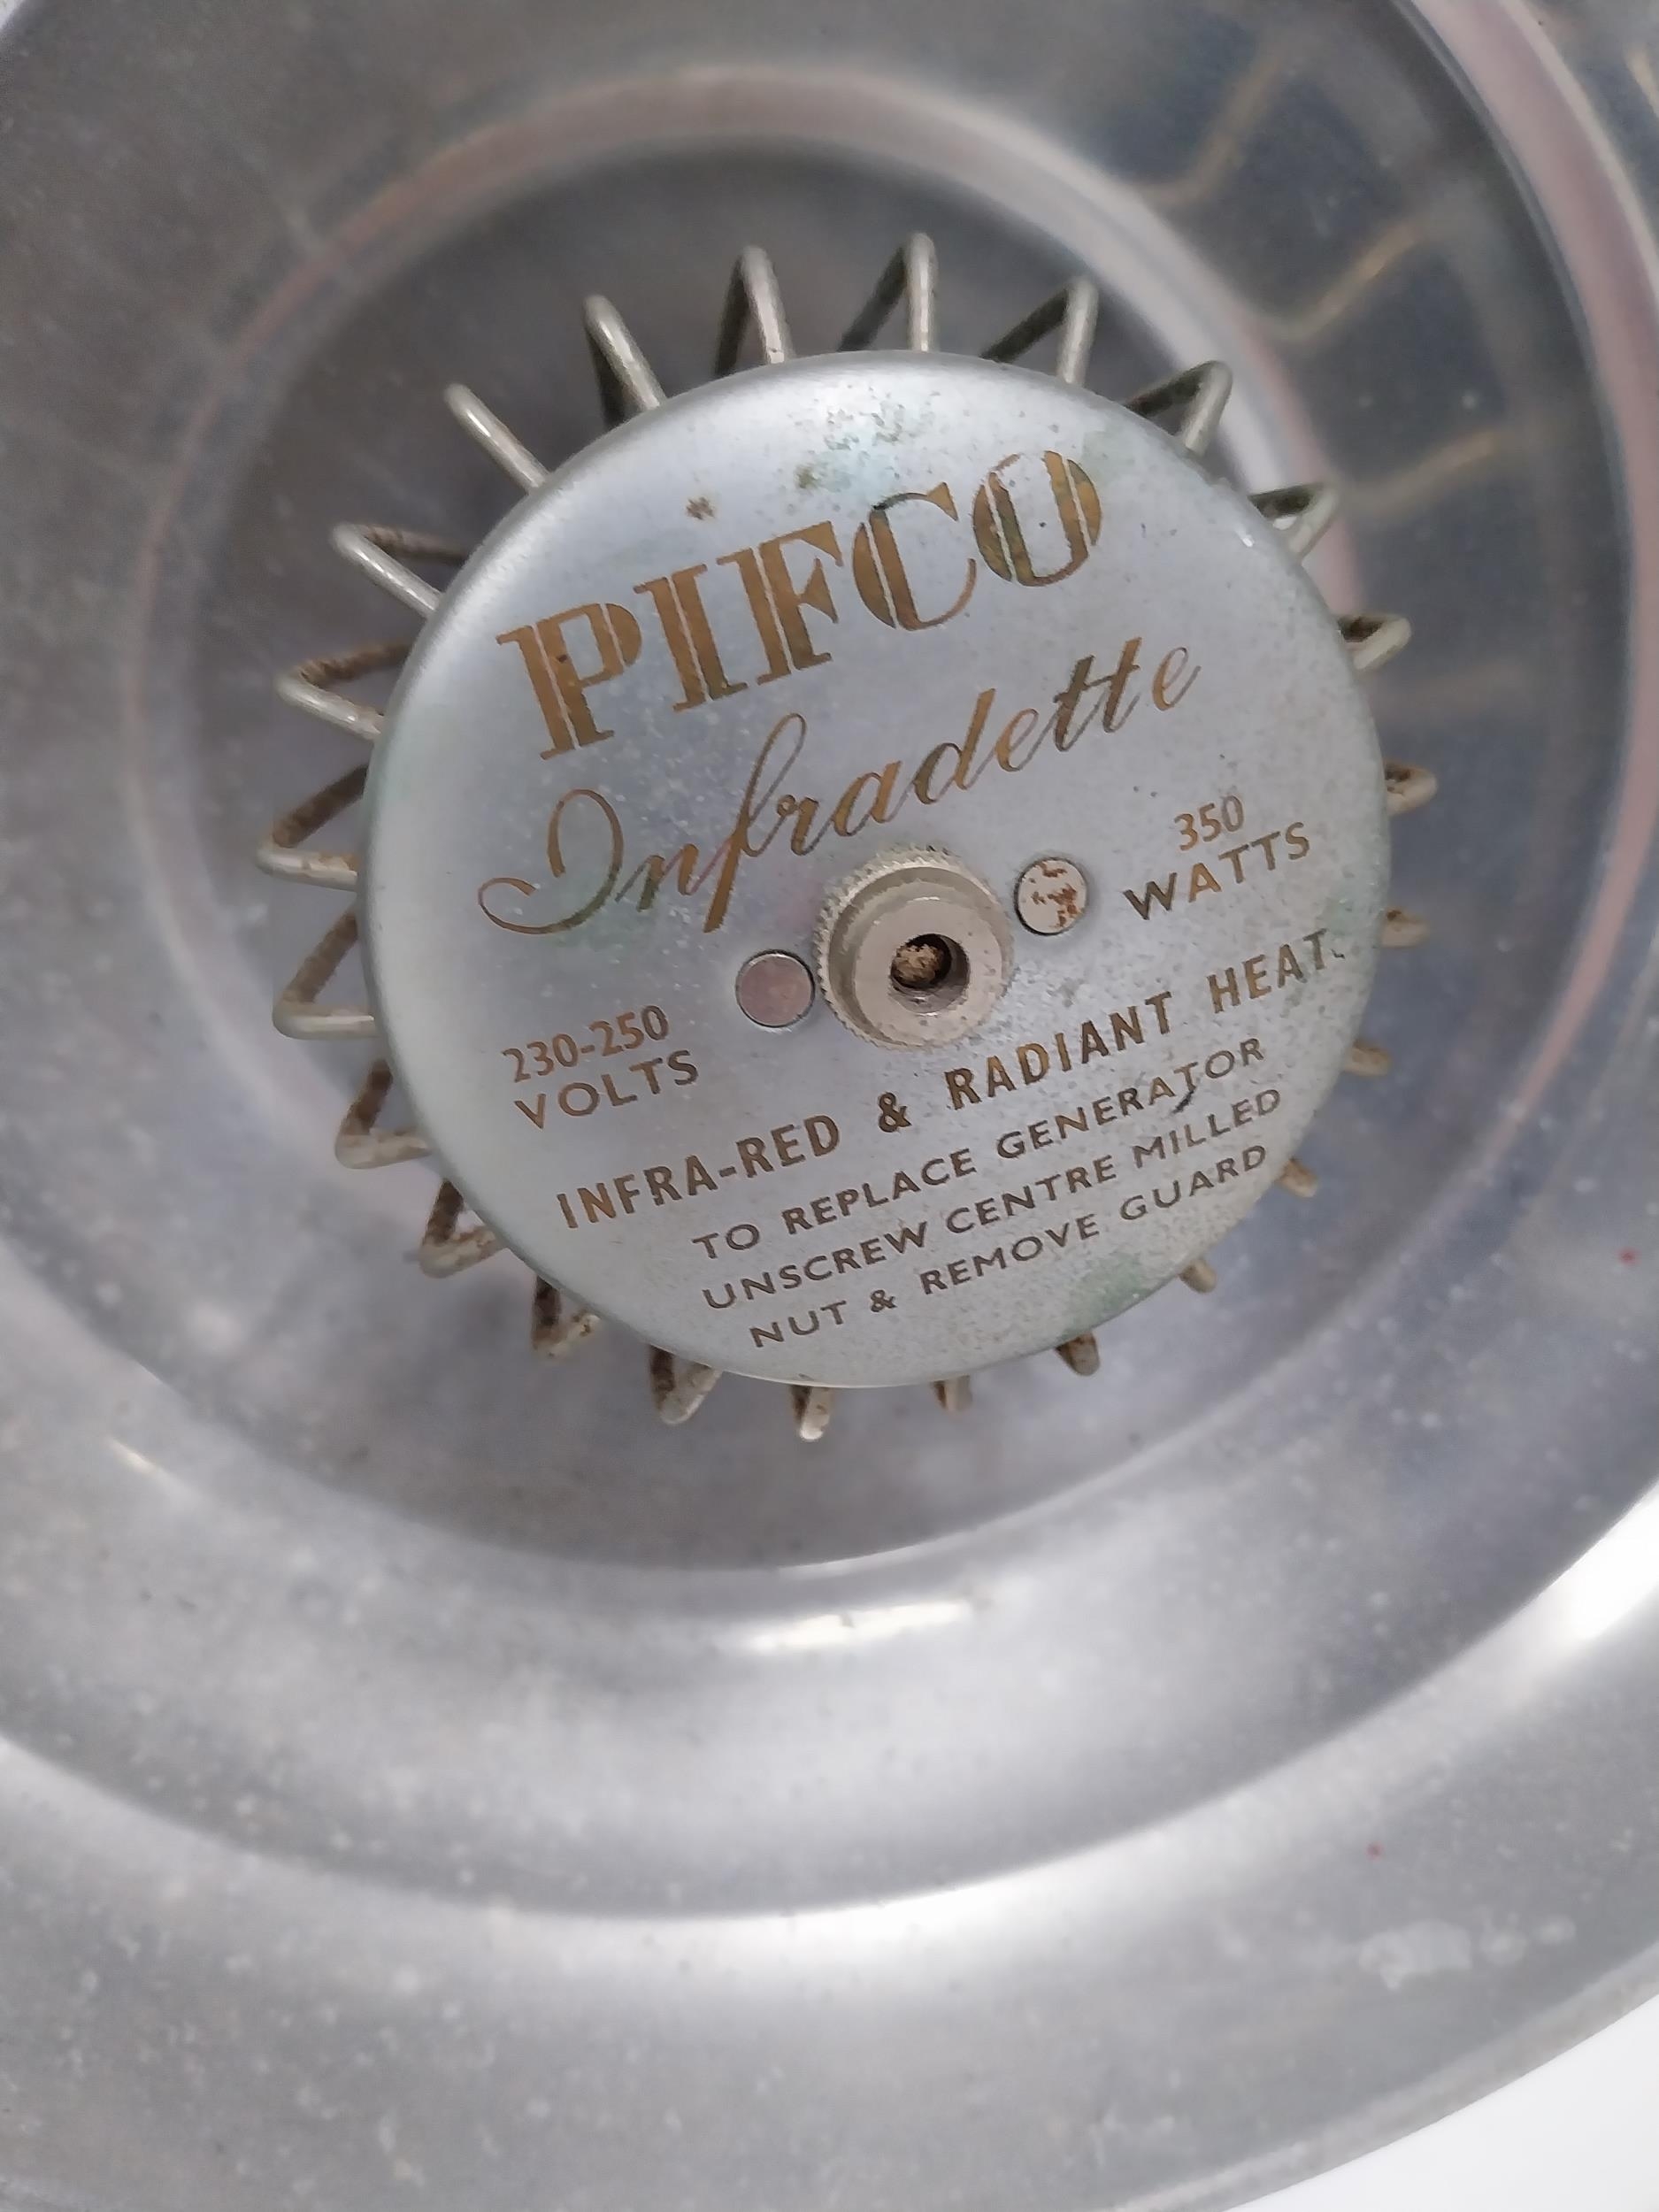 PIFCO
Infradette
350
WATTS
230-250
VOLTS
INFRA-RED & RADIANT HEAT.
TO REPLACE GENERATOR
UNSCREW CENTRE MILLED
NUT & REMOVE GUARD